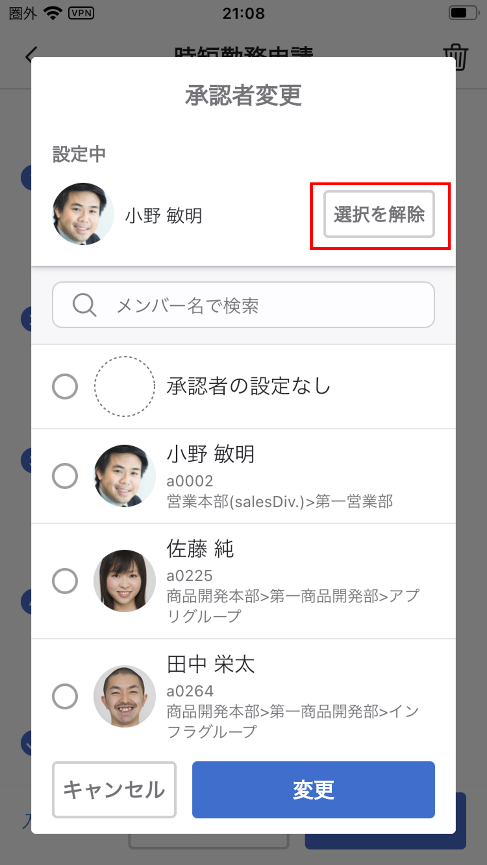 圏外 VPN 21:08
時短勤務申請
承認者変更
設定中
小野 敏明
選択を解除
メンバー名で検索
承認者の設定なし
小野 敏明
a0002
営業本部(salesDiv.)>第一営業部
佐藤 純
a0225
商品開発本部>第一商品開発部>アプ
リグループ
田中 栄太
a0264
商品開発本部>第一商品開発部>イン
フラグループ
キャンセル
変更